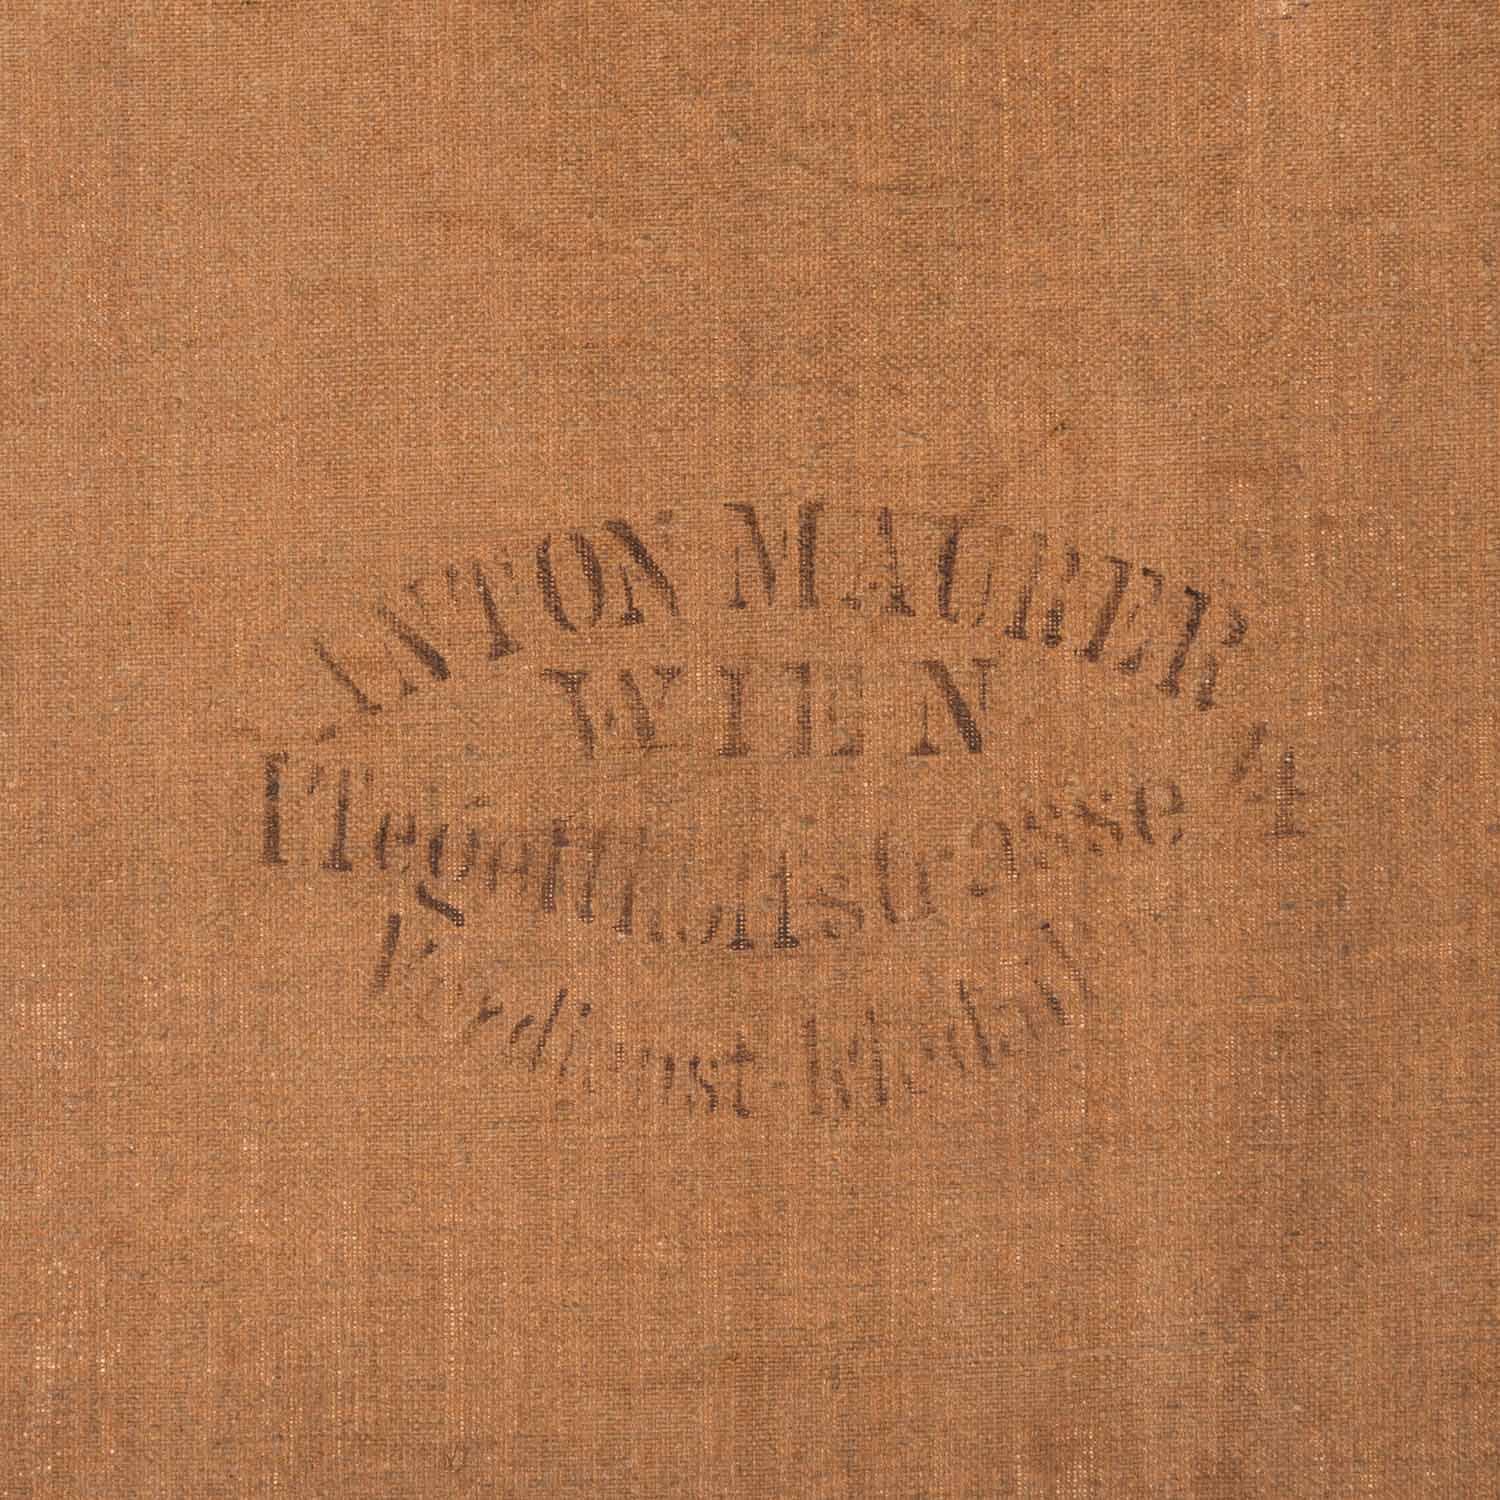 ANTON MAURER
WIEN
I Tegetthoffstrasse 4
Verdienst-Medaille